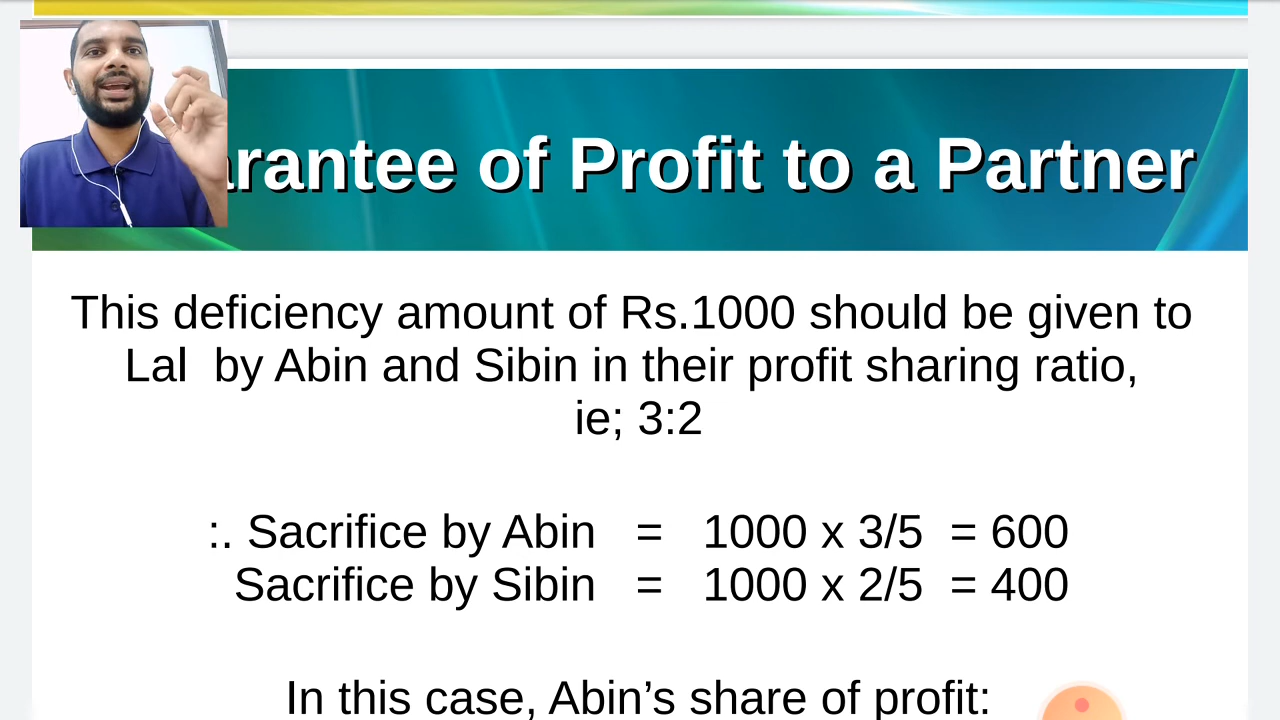 arantee of Profit to a Partner
This deficiency amount of Rs.1000 should be given to
Lal by Abin and Sibin in their profit sharing ratio,
ie; 3:2
:. Sacrifice by Abin = 1000 x 3/5 = 600
Sacrifice by Sibin = 1000 x 2/5 = 400
In this case, Abin’s share of profit: